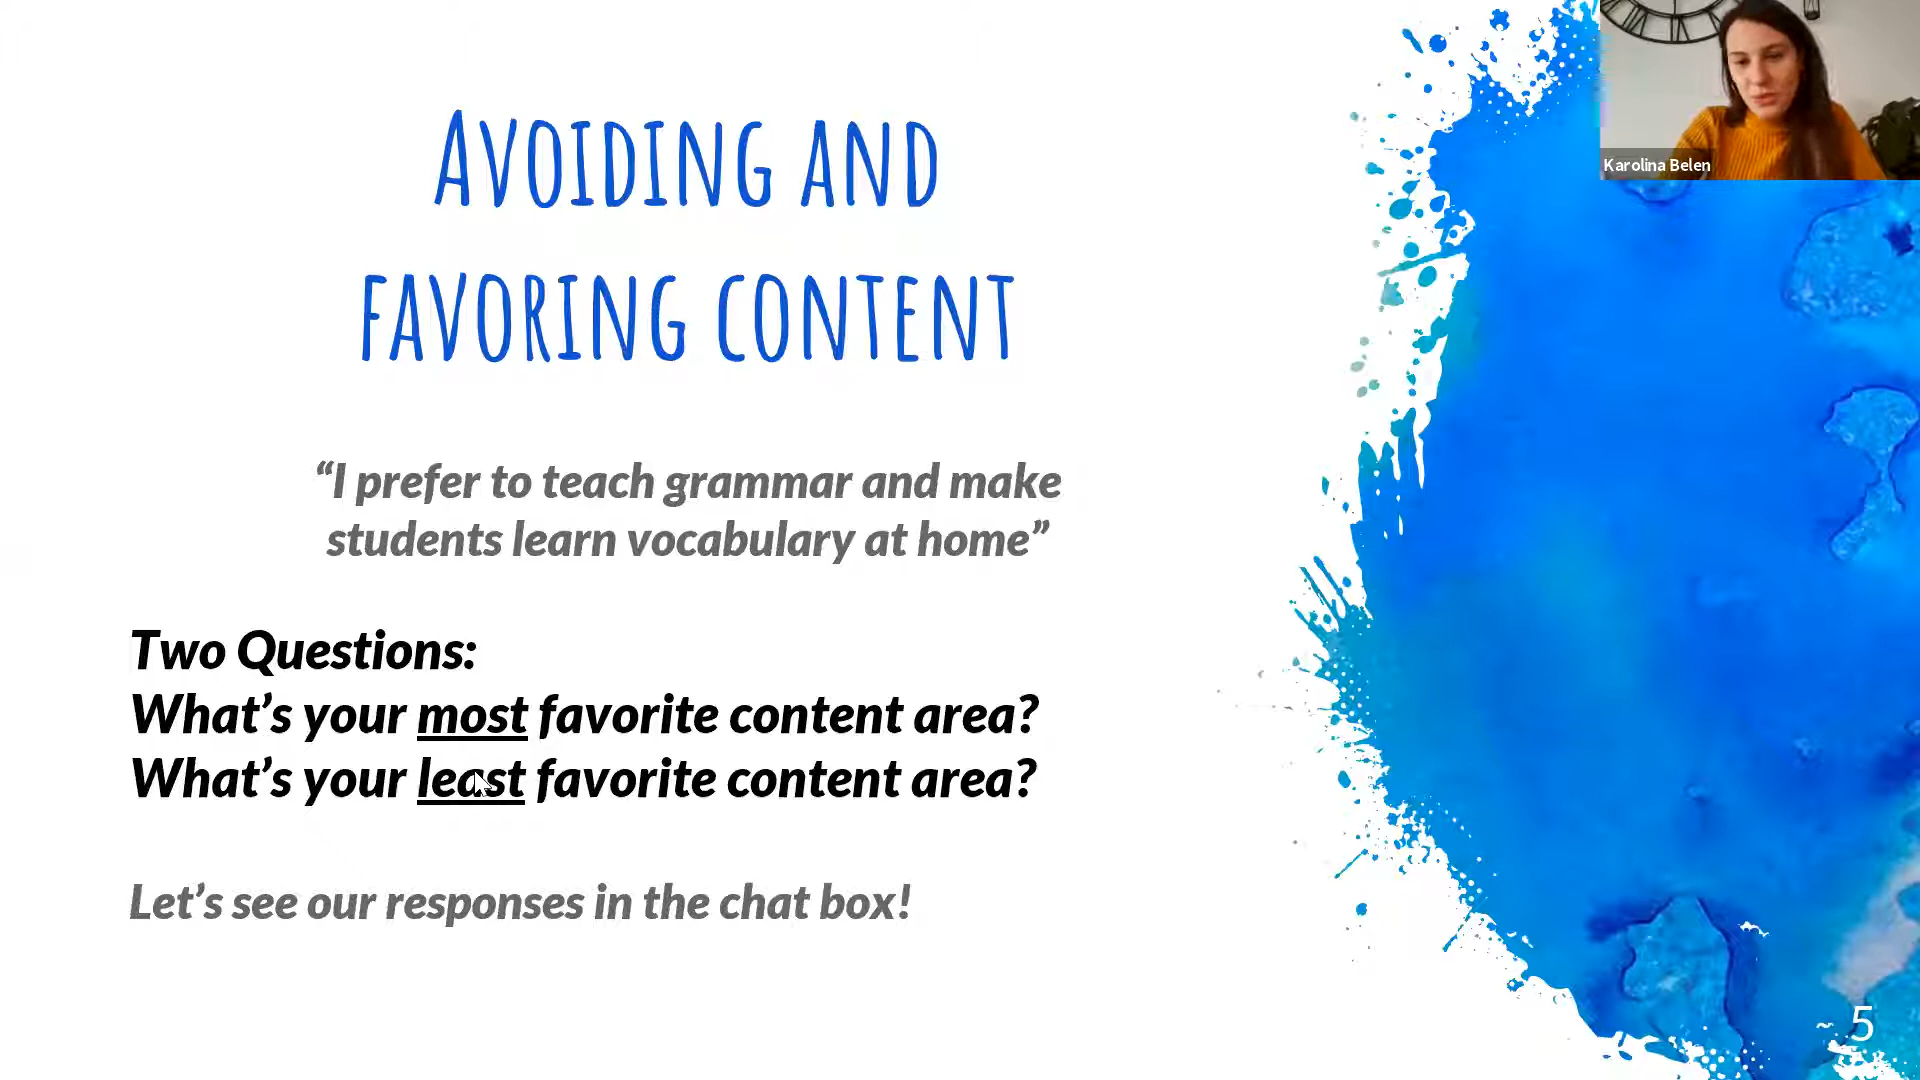 Avoiding and
favoring content
“I prefer to teach grammar and make
students learn vocabulary at home”
Two Questions:
What’s your most favorite content area?
What’s your least favorite content area?
Let’s see our responses in the chat box!
Karolina Belen
5